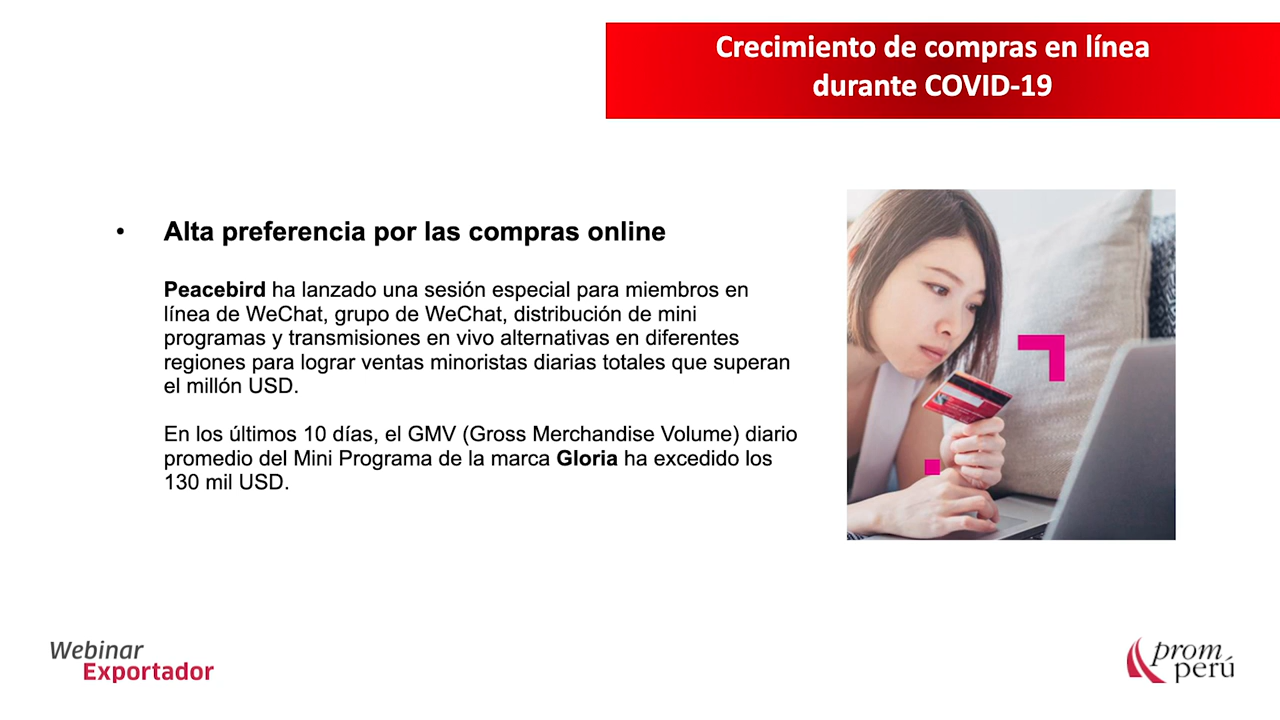 Crecimiento de compras en línea
durante COVID-19
• Alta preferencia por las compras online
Peacebird ha lanzado una sesión especial para miembros en
línea de WeChat, grupo de WeChat, distribución de mini
programas y transmisiones en vivo alternativas en diferentes
regiones para lograr ventas minoristas diarias totales que superan
el millón USD.
En los últimos 10 días, el GMV (Gross Merchandise Volume) diario
promedio del Mini Programa de la marca Gloria ha excedido los
130 mil USD.
Webinar
Exportador
prom
perú